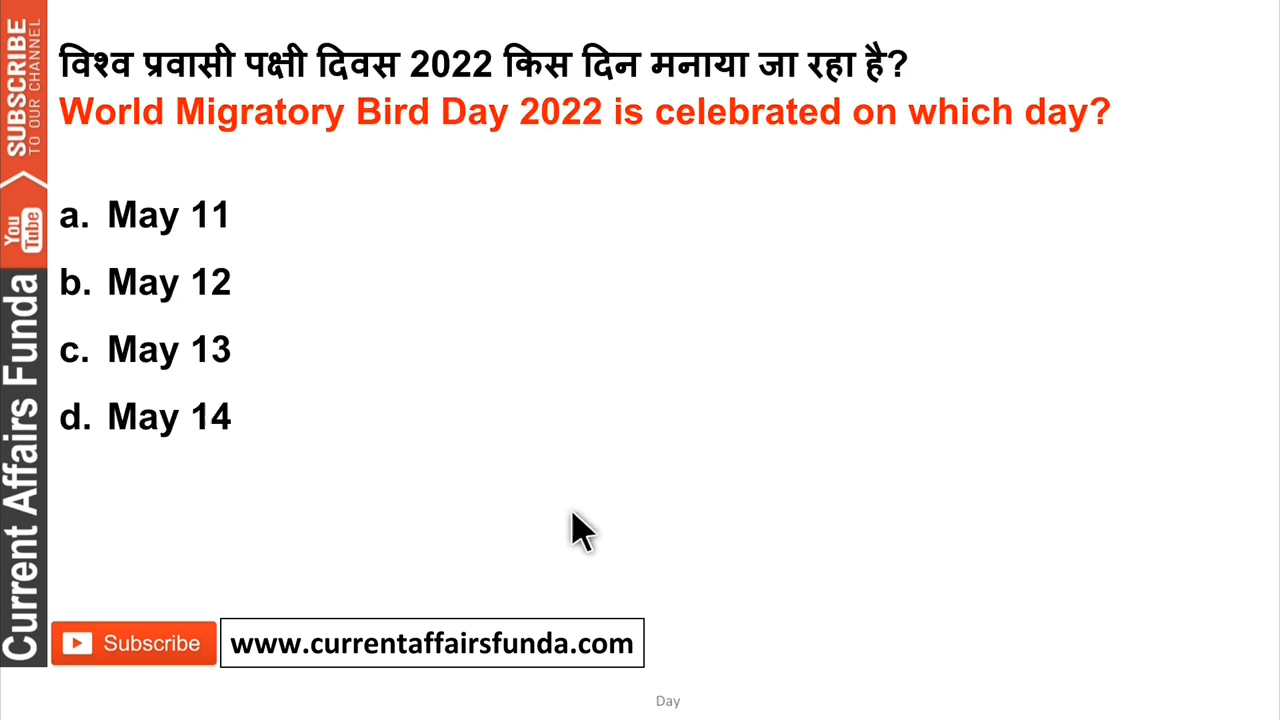 विश्व प्रवासी पक्षी दिवस 2022 किस दिन मनाया जा रहा है?
World Migratory Bird Day 2022 is celebrated on which day?
a. May 11
b. May 12
c. May 13
d. May 14
SUBSCRIBE
TO OUR CHANNEL
You
Tube
Current Affairs Funda
Subscribe
www.currentaffairsfunda.com
Day